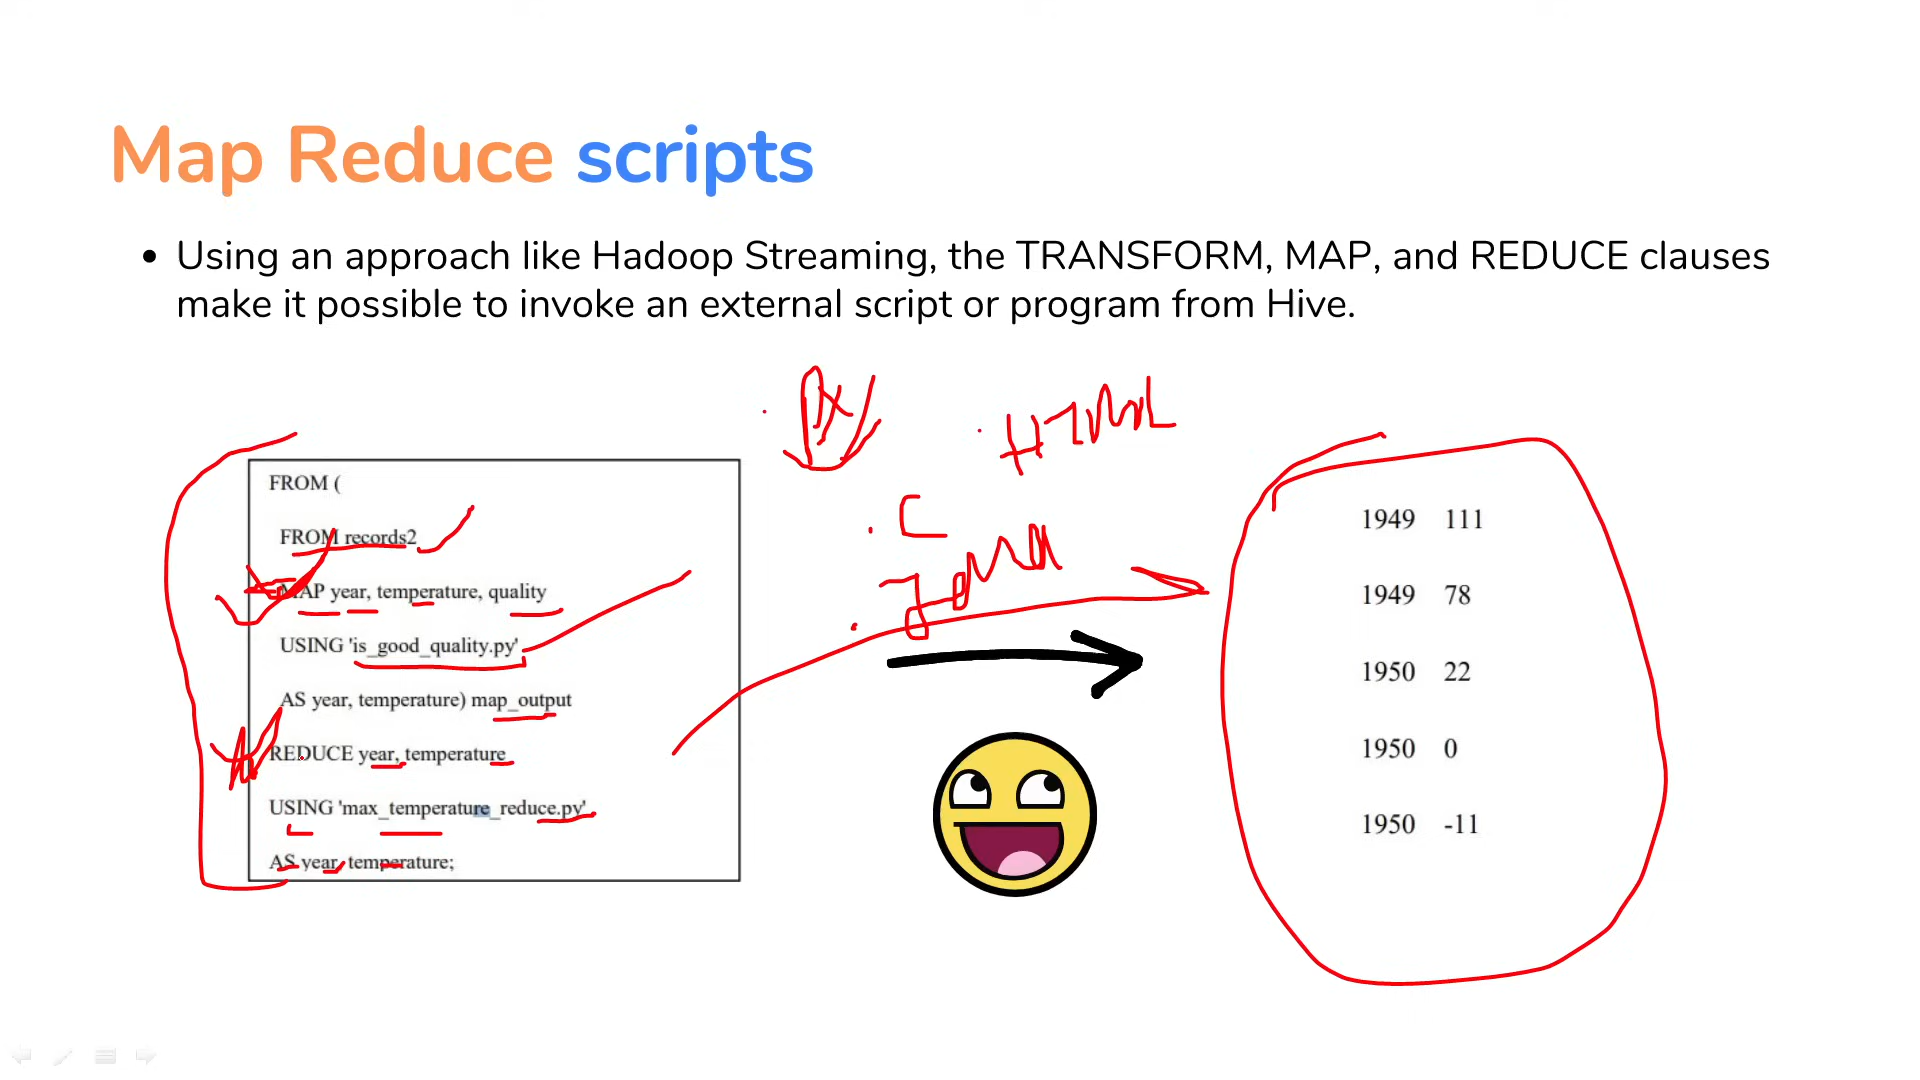 Map Reduce scripts
• Using an approach like Hadoop Streaming, the TRANSFORM, MAP, and REDUCE clauses
make it possible to invoke an external script or program from Hive.
FROM (
FROM records2
MAP year, temperature, quality
USING 'is_good_quality.py'
AS year, temperature) map_output
REDUCE year, temperature
USING 'max_temperature_reduce.py'
AS year, temperature;
HTML
C
1949 111
1949 78
1950 22
1950 0
1950 -11